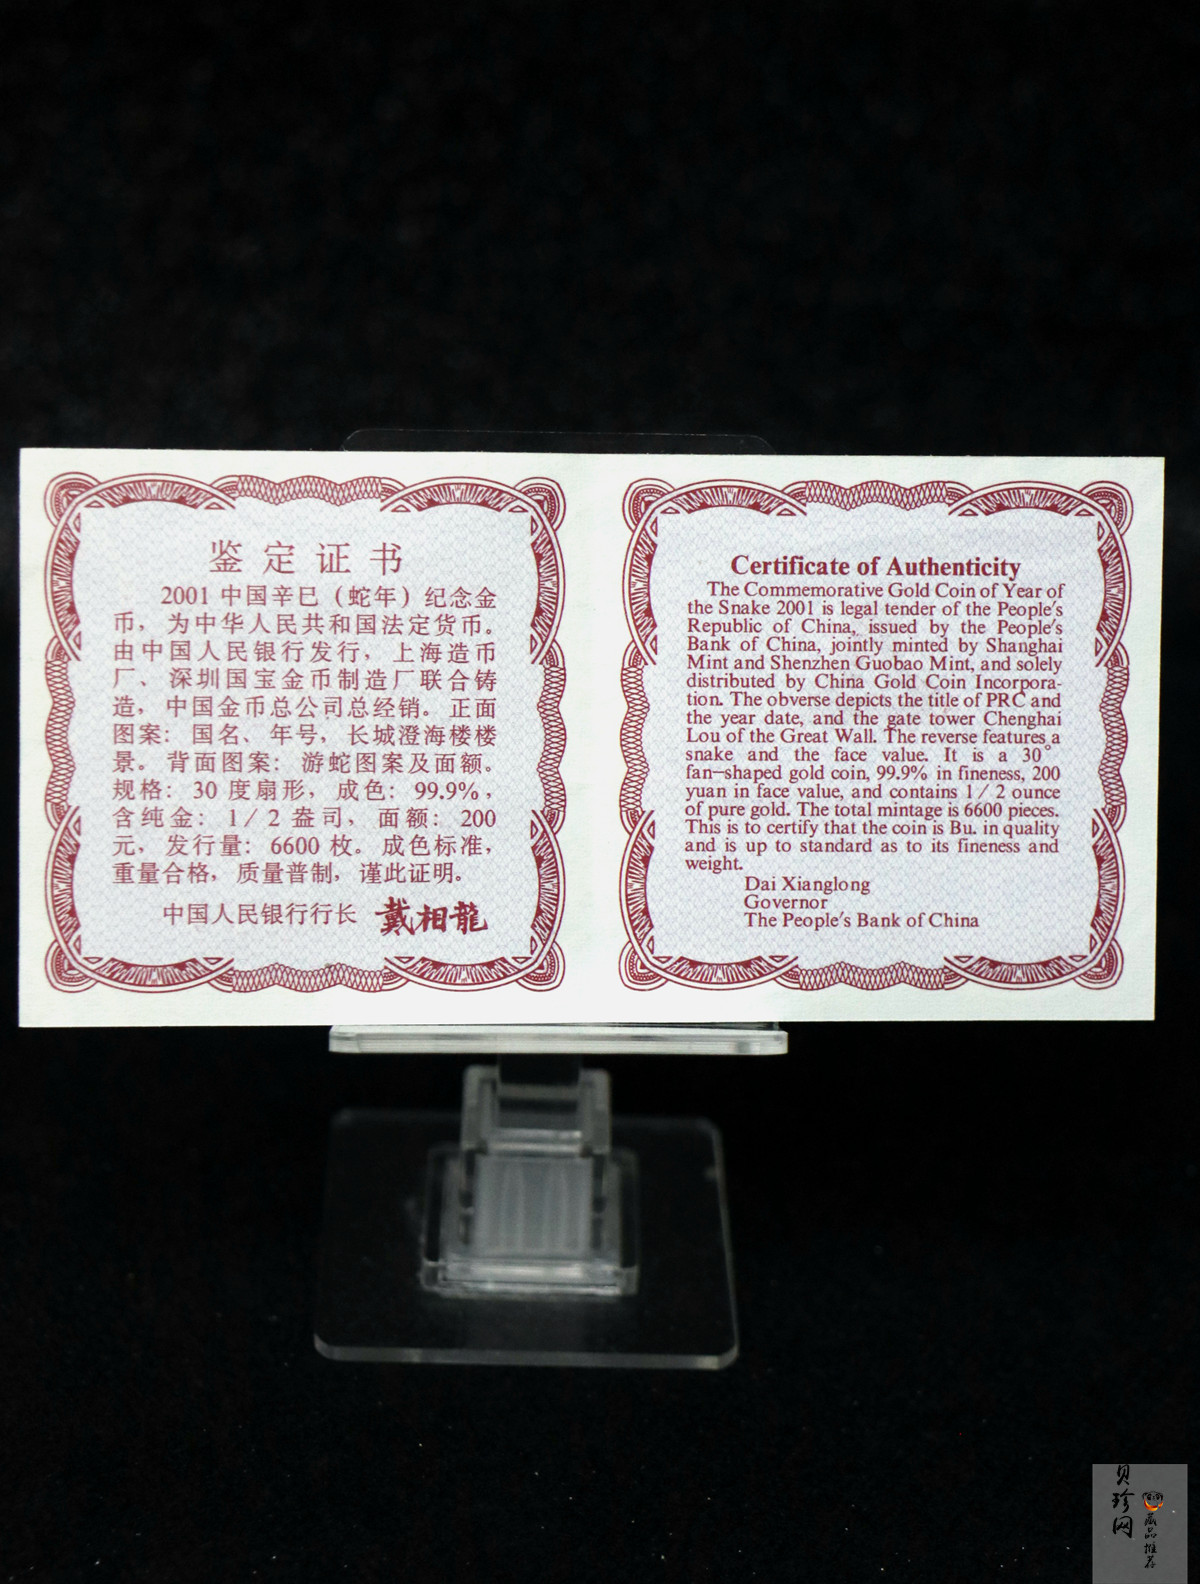 鉴定证书
2001 中国辛巳（蛇年）纪念金
币，为中华人民共和国法定货币。
由中国人民银行发行，上海造币
厂、深圳国宝金币制造厂联合铸
造，中国金币总公司总经销。正面
图案：国名、年号，长城澄海楼楼
景。背面图案：游蛇图案及面额。
规格：30 度扇形，成色：99.9%，
含纯金：1／2 盎司，面额：200
元，发行量：6600 枚。成色标准，
重量合格，质量普制，谨此证明。
中国人民银行行长 戴相龍
Certificate of Authenticity
The Commemorative Gold Coin of Year of
the Snake 2001 is legal tender of the People's
Republic of China, issued by the People's
Bank of China, jointly minted by Shanghai
Mint and Shenzhen Guobao Mint, and solely
distributed by China Gold Coin Incorpora-
tion. The obverse depicts the title of PRC and
the year date, and the gate tower Chenghai
Lou of the Great Wall. The reverse features a
snake and the face value. It is a 30°
fan-shaped gold coin, 99.9% in fineness, 200
yuan in face value, and contains 1/2 ounce
of pure gold. The total mintage is 6600 pieces.
This is to certify that the coin is Bu. in quality
and is up to standard as to its fineness and
weight.
Dai Xianglong
Governor
The People's Bank of China
贝珍网
藏品推荐